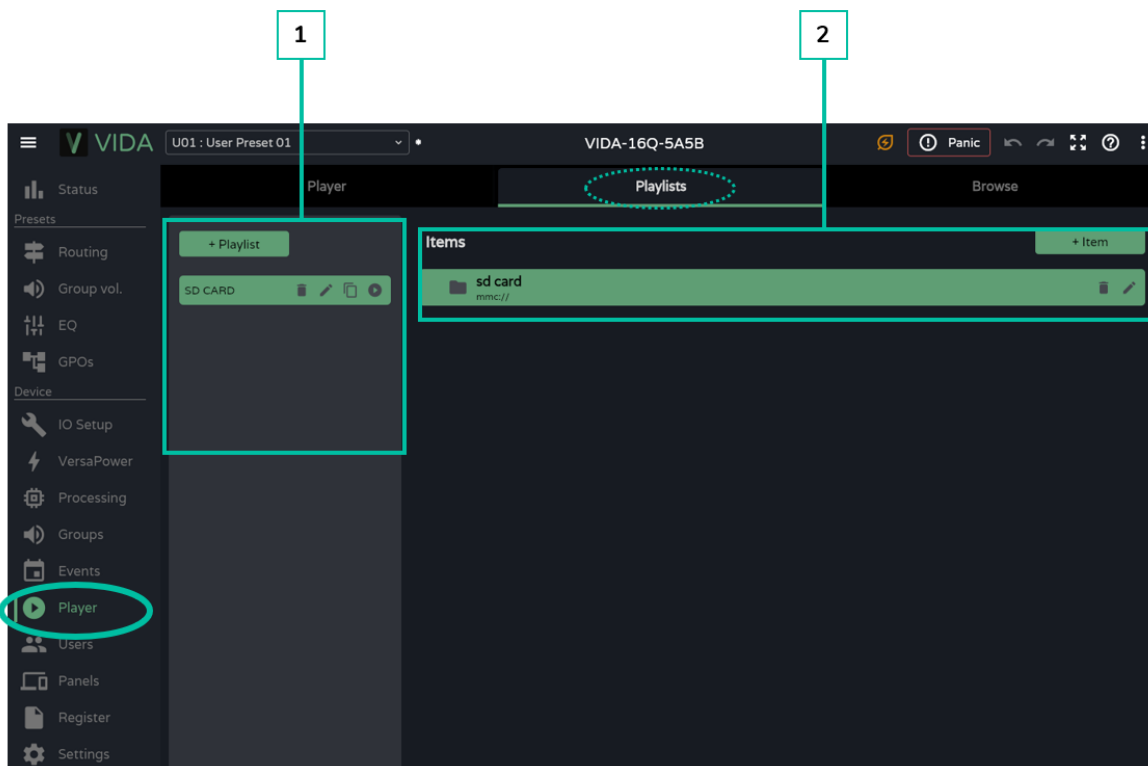 1
2
VIDA
U01 : User Preset 01
VIDA-16Q-5A5B
Panic
Status
Presets
Routing
Group vol.
EQ
GPOs
Device
IO Setup
VersaPower
Processing
Groups
Events
Player
Users
Panels
Register
Settings
Player
Playlists
Browse
+ Playlist
SD CARD
Items
+ Item
sd card
mmc://